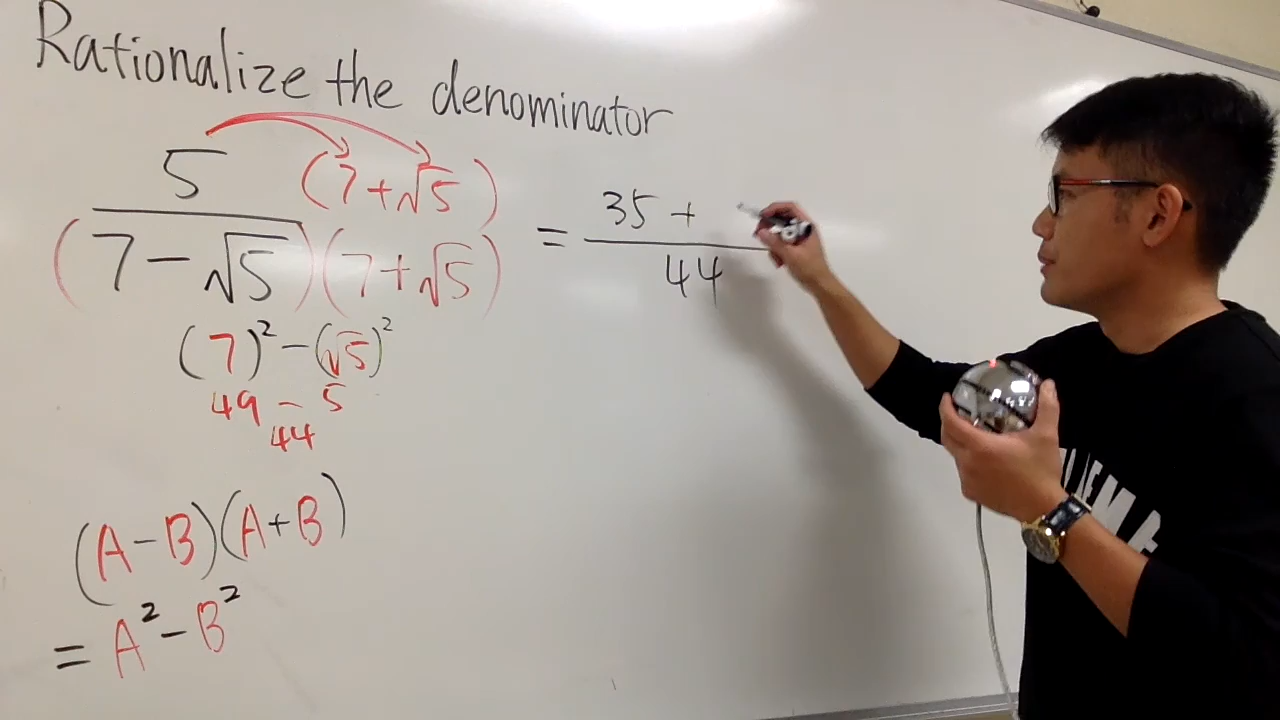 Rationalize the denominator
5 (7+√5)
(7-√5)(7+√5)
= 35 +
44
(7)² - (√5)²
49 - 5
44
(A-B)(A+B)
= A² - B²